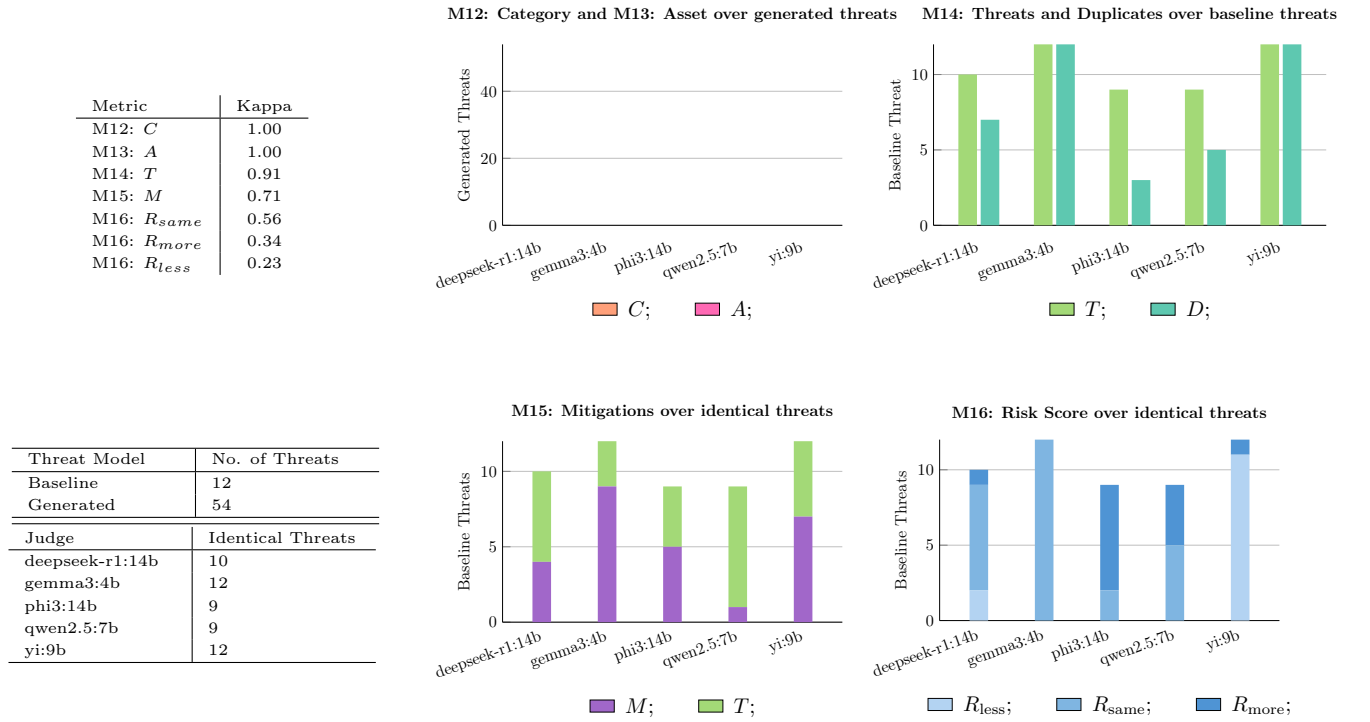 Metric Kappa
M12: C 1.00
M13: A 1.00
M14: T 0.91
M15: M 0.71
M16: R_same 0.56
M16: R_more 0.34
M16: R_less 0.23
M12: Category and M13: Asset over generated threats
Generated Threats
40
20
0
deepseek-r1:14b gemma3:4b phi3:14b qwen2.5:7b yi:9b
C; A;
M14: Threats and Duplicates over baseline threats
Baseline Threat
10
5
0
deepseek-r1:14b gemma3:4b phi3:14b qwen2.5:7b yi:9b
T; D;
Threat Model No. of Threats
Baseline 12
Generated 54
Judge Identical Threats
deepseek-r1:14b 10
gemma3:4b 12
phi3:14b 9
qwen2.5:7b 9
yi:9b 12
M15: Mitigations over identical threats
Baseline Threats
10
5
0
deepseek-r1:14b gemma3:4b phi3:14b qwen2.5:7b yi:9b
M; T;
M16: Risk Score over identical threats
Baseline Threats
10
5
0
deepseek-r1:14b gemma3:4b phi3:14b qwen2.5:7b yi:9b
R_less; R_same; R_more;